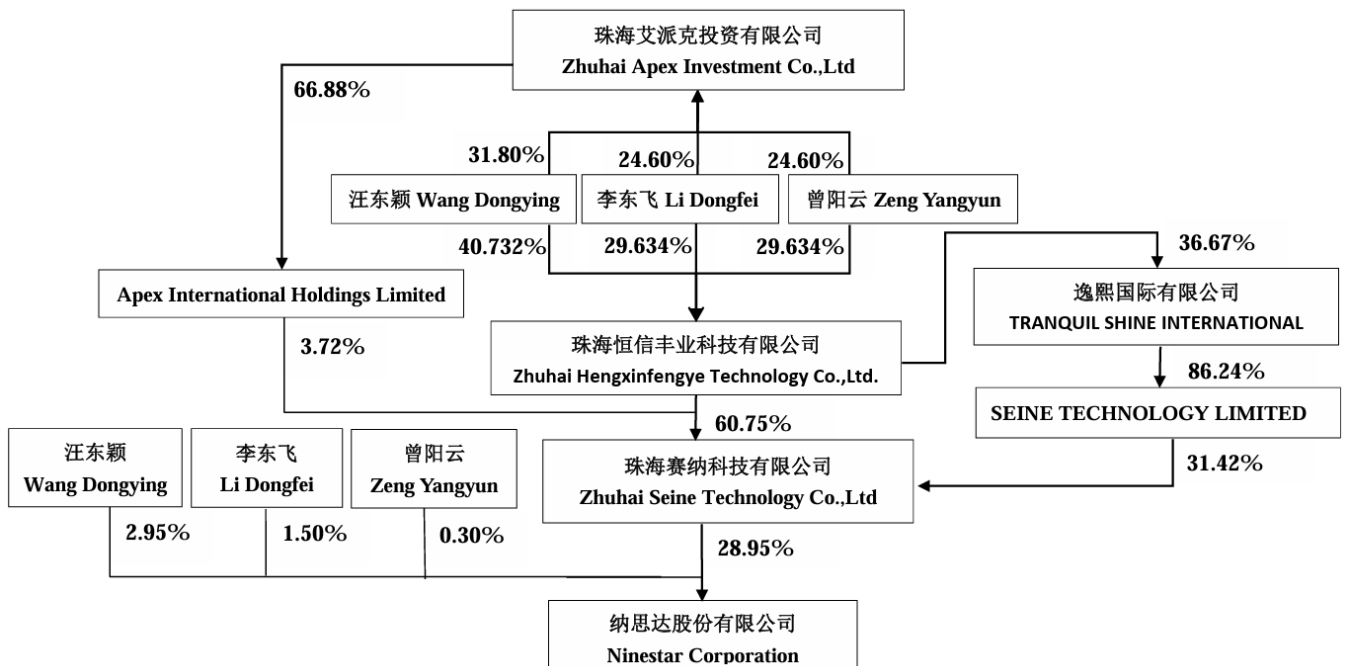 珠海艾派克投资有限公司
Zhuhai Apex Investment Co.,Ltd
66.88%
31.80%
24.60%
24.60%
汪东颖 Wang Dongying
李东飞 Li Dongfei
曾阳云 Zeng Yangyun
40.732%
29.634%
29.634%
36.67%
Apex International Holdings Limited
逸熙国际有限公司
TRANQUIL SHINE INTERNATIONAL
3.72%
珠海恒信丰业科技有限公司
Zhuhai Hengxinfengye Technology Co.,Ltd.
86.24%
SEINE TECHNOLOGY LIMITED
60.75%
31.42%
汪东颖
Wang Dongying
李东飞
Li Dongfei
曾阳云
Zeng Yangyun
珠海赛纳科技有限公司
Zhuhai Seine Technology Co.,Ltd
2.95%
1.50%
0.30%
28.95%
纳思达股份有限公司
Ninestar Corporation